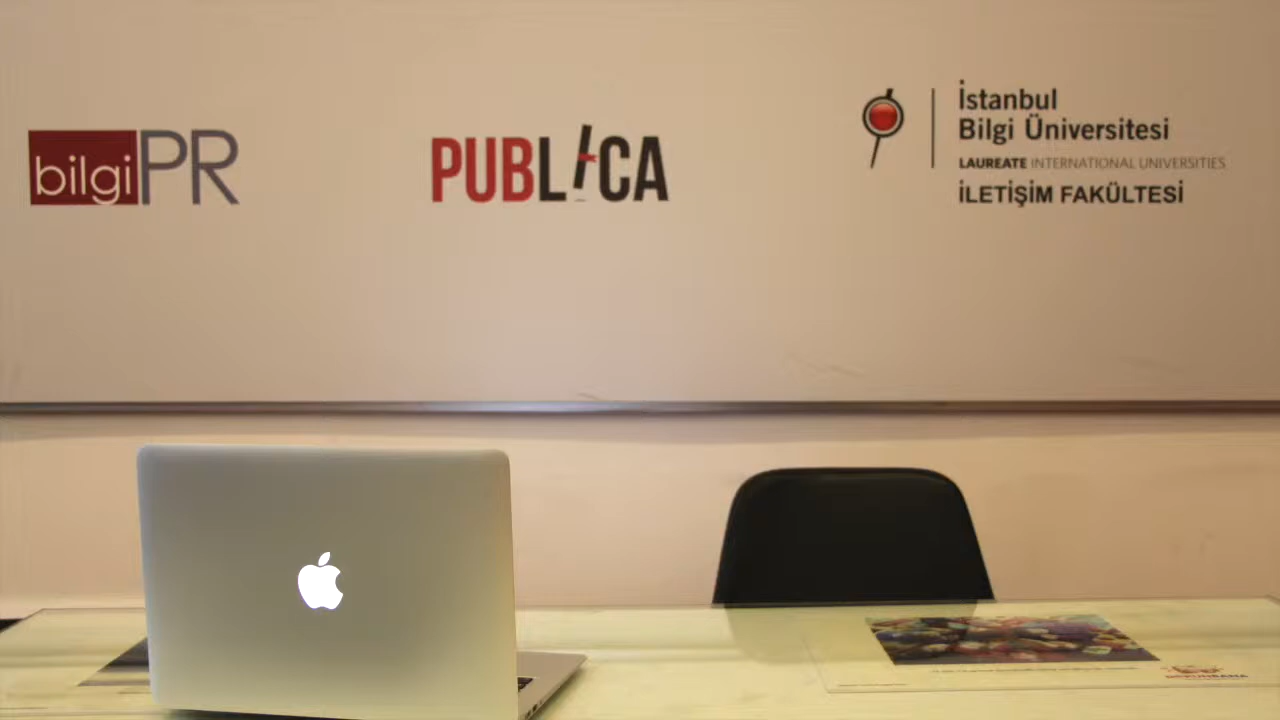 bilgiPR
PUBLICA
İstanbul
Bilgi Üniversitesi
LAUREATE INTERNATIONAL UNIVERSITIES
İLETİŞİM FAKÜLTESİ